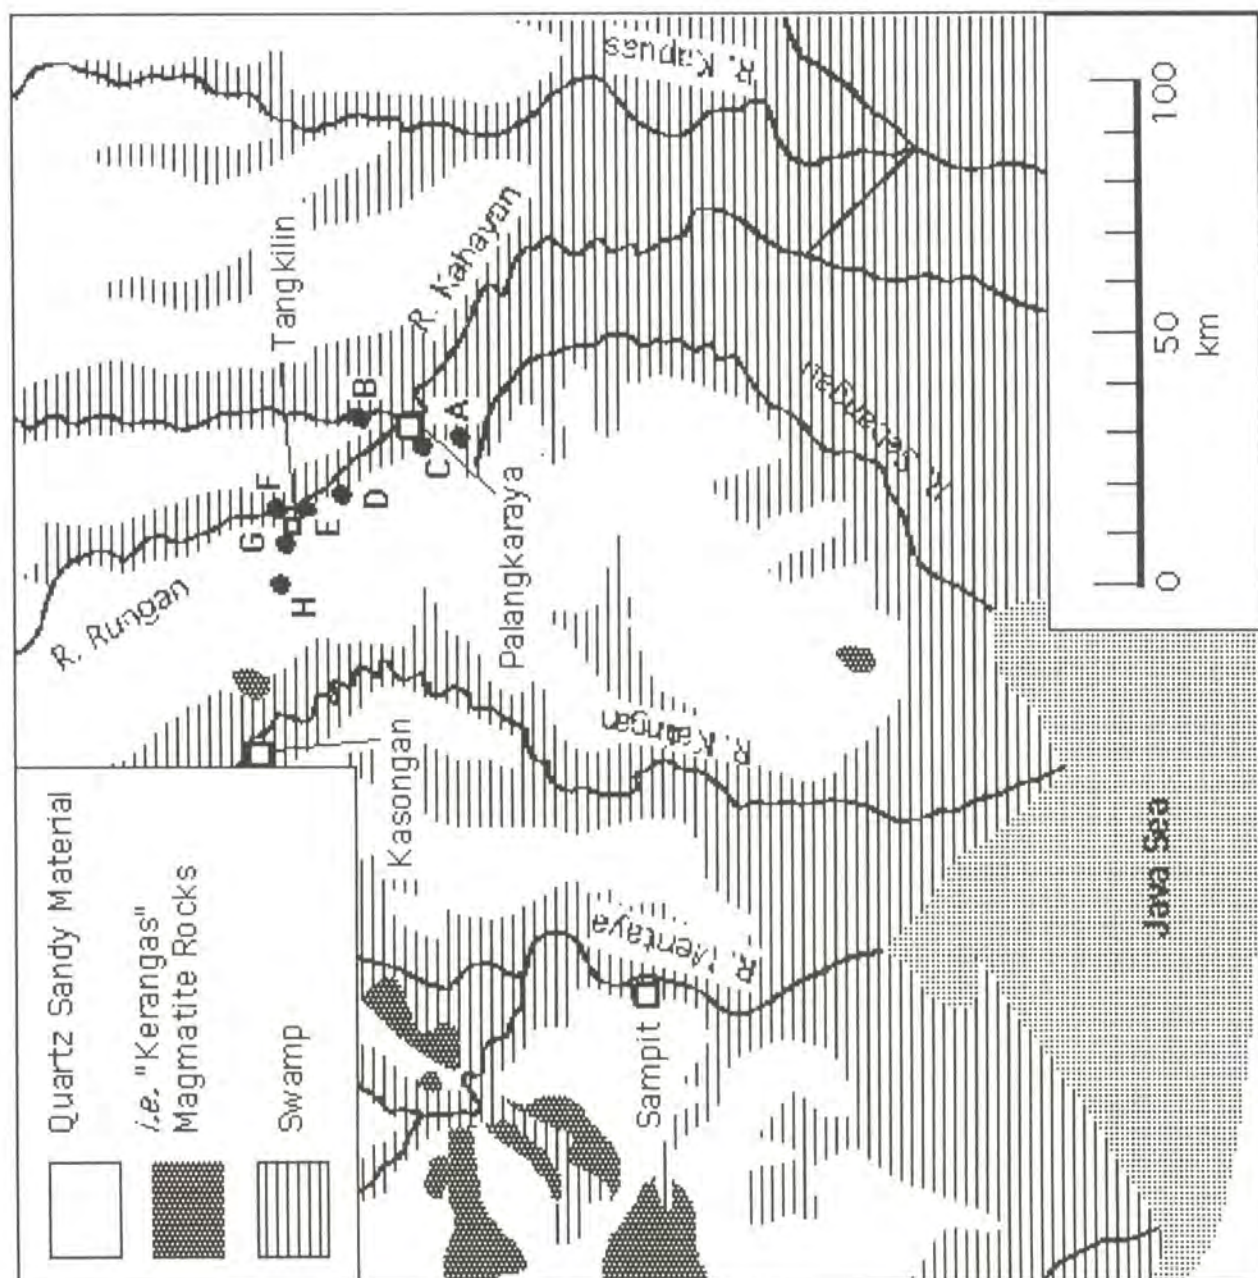 Quartz Sandy Material
i.e. "Kerangas"
Magmatite Rocks
Swamp
R. Rungan
Tangkilin
R. Kahayan
R. Kapuas
G
F
H
E
D
B
C
A
Kasongan
Palangkaraya
R. Katingan
R. Mentaya
Sampit
R.
Java Sea
0
50
100
km